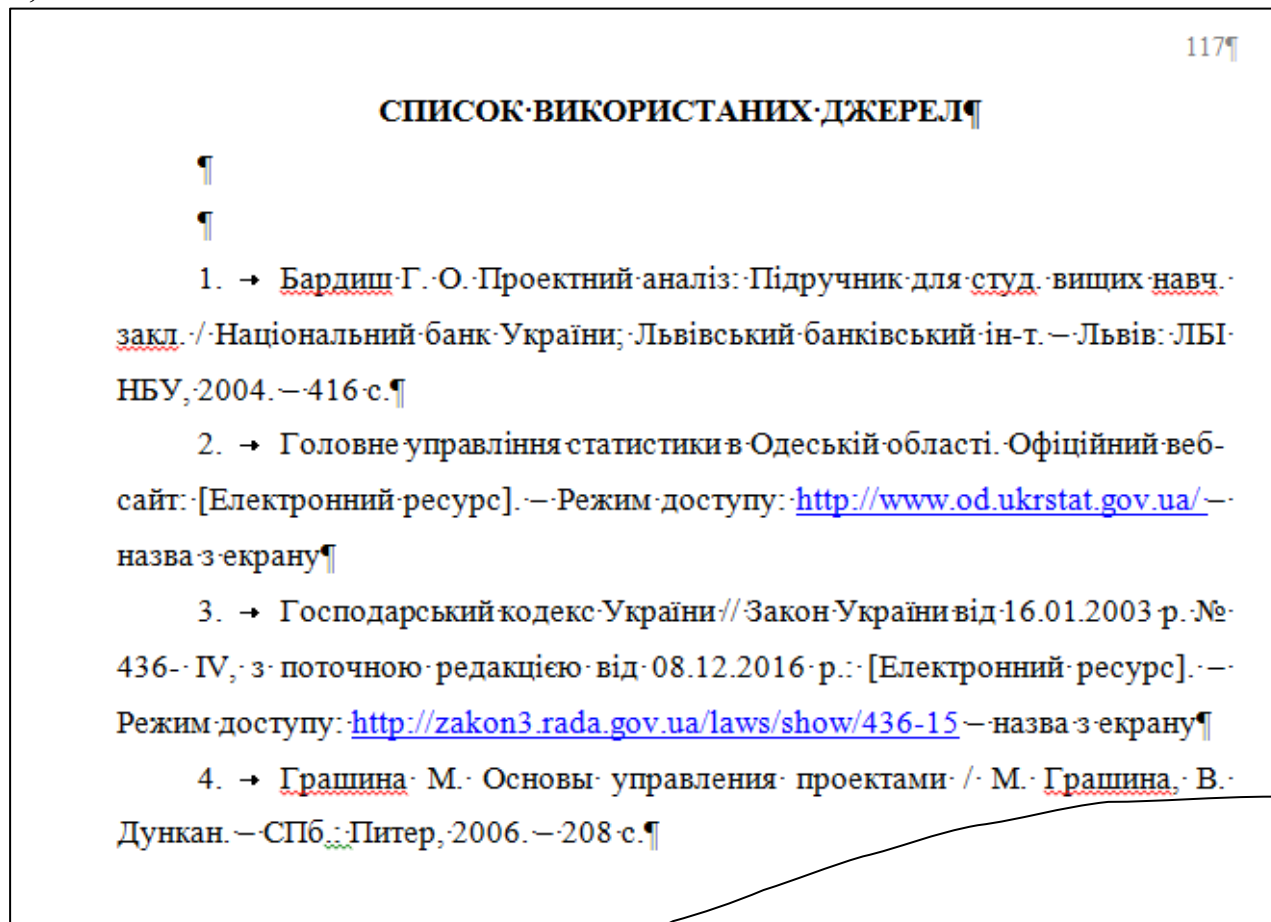 117¶
СПИСОК·ВИКОРИСТАНИХ·ДЖЕРЕЛ¶
¶
¶
1. → Бардиш·Г.·О.·Проектний·аналіз:·Підручник·для·студ.·вищих·навч.·
закл.·/·Національний·банк·України;·Львівський·банківський·ін-т.·–·Львів:·ЛБІ·
НБУ,·2004.·–·416·с.¶
2. → Головне·управління·статистики·в·Одеській·області.·Офіційний·веб-
сайт:·[Електронний·ресурс].·–·Режим·доступу:·http://www.od.ukrstat.gov.ua/·–·
назва·з·екрану¶
3. → Господарський·кодекс·України·//·Закон·України·від·16.01.2003·р.·№·
436-·IV,·з·поточною·редакцією·від·08.12.2016·р.:·[Електронний·ресурс].·–·
Режим·доступу:·http://zakon3.rada.gov.ua/laws/show/436-15·–·назва·з·екрану¶
4. → Грашина·М.·Основы·управления·проектами·/·М.·Грашина,·В.·
Дункан.·–·СПб.:·Питер,·2006.·–·208·с.¶